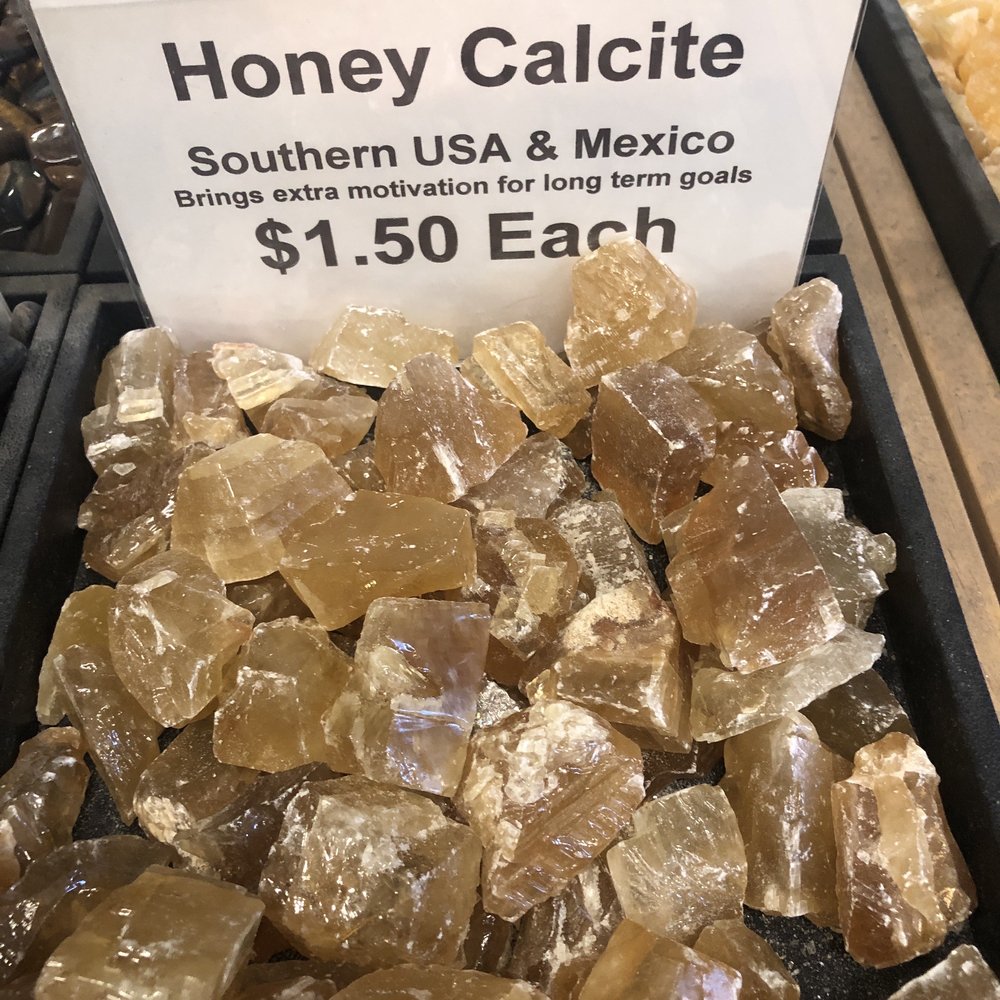 Honey Calcite
Southern USA & Mexico
Brings extra motivation for long term goals
$1.50 Each